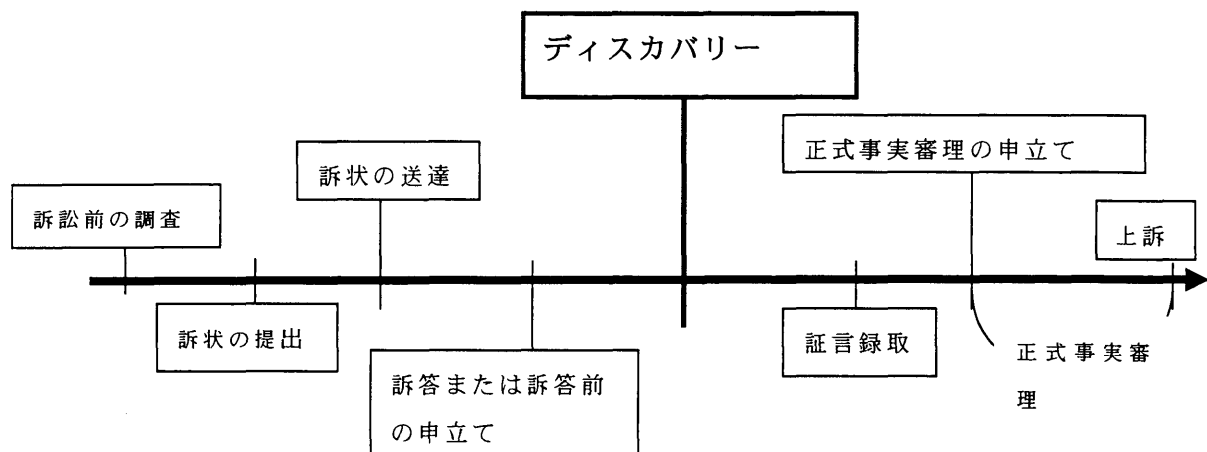 ディスカバリー
正式事実審理の申立て
訴状の送達
訴訟前の調査
上訴
訴状の提出
証言録取
正式事実審
理
訴答または訴答前
の申立て